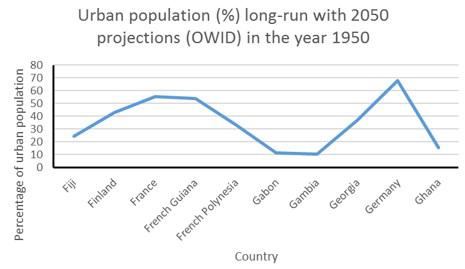 Urban population (%) long-run with 2050
projections (OWID) in the year 1950
Percentage of urban population
80
70
60
50
40
30
20
10
0
Fiji
Finland
France
French Guiana
French Polynesia
Gabon
Gambia
Georgia
Germany
Ghana
Country